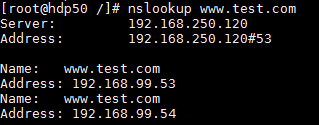 [root@hdp50 /]# nslookup www.test.com
Server:         192.168.250.120
Address:        192.168.250.120#53
Name:   www.test.com
Address: 192.168.99.53
Name:   www.test.com
Address: 192.168.99.54